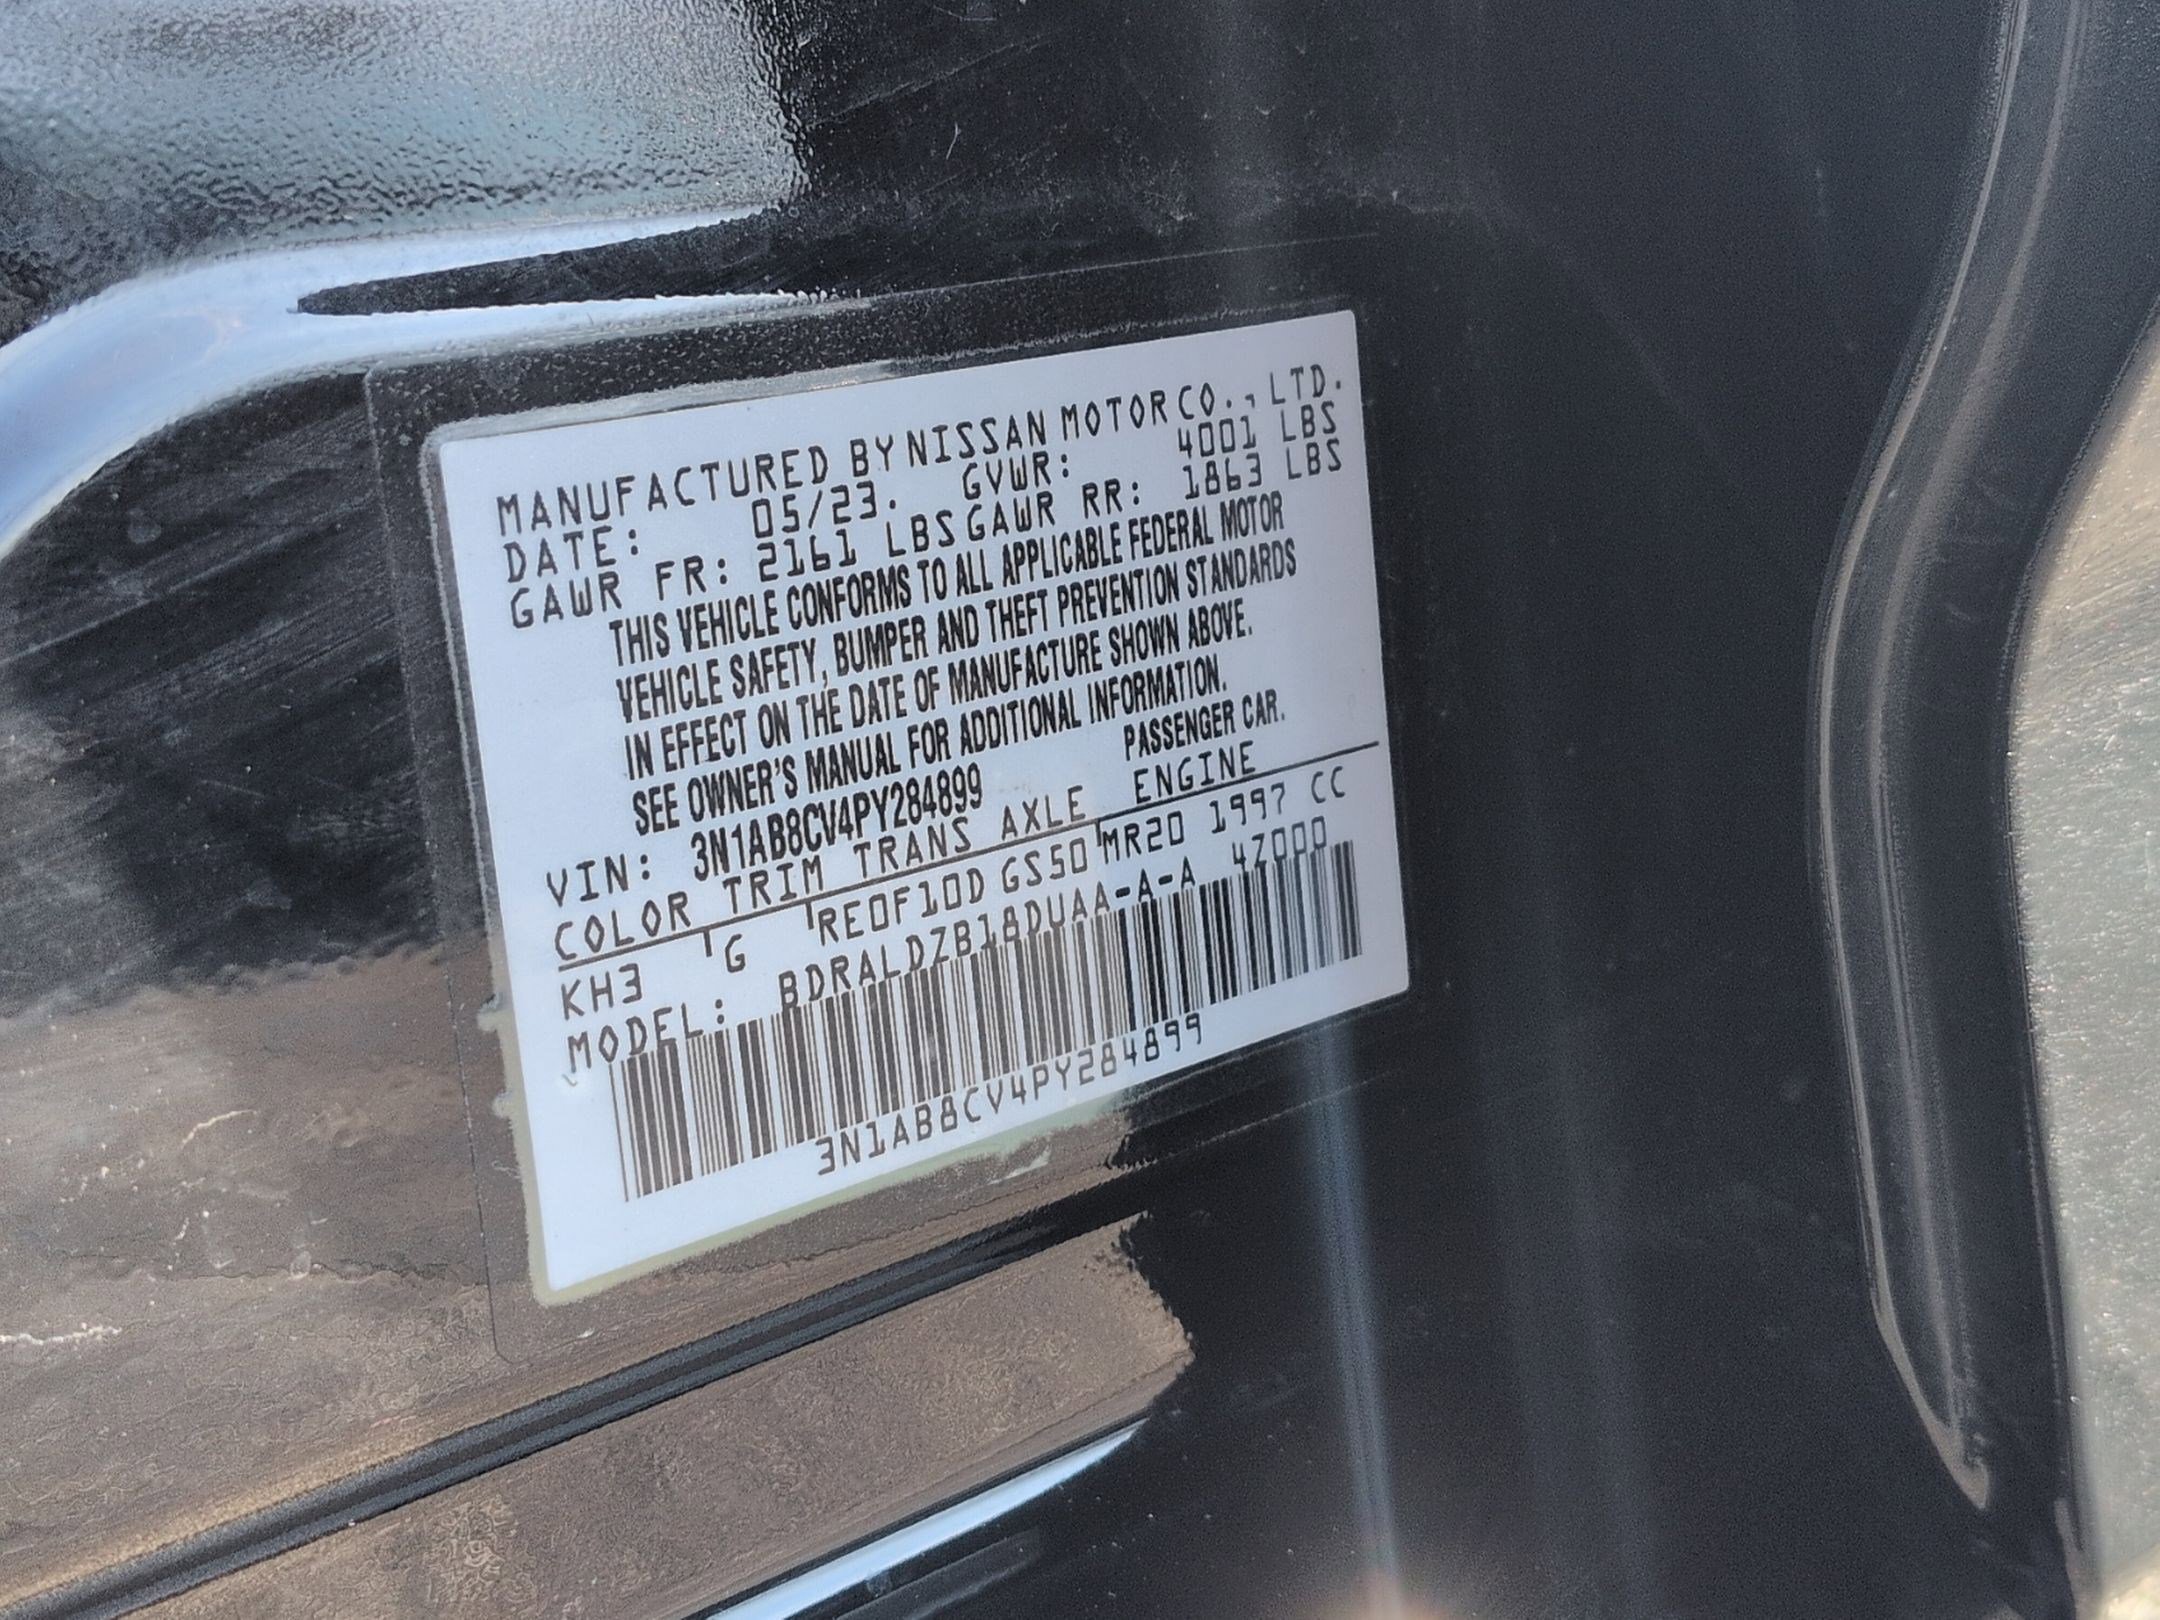 MANUFACTURED BY NISSAN MOTOR CO., LTD.
DATE: 05/23. GVWR: 4001 LBS
GAWR FR: 2161 LBS GAWR RR: 1863 LBS
THIS VEHICLE CONFORMS TO ALL APPLICABLE FEDERAL MOTOR
VEHICLE SAFETY, BUMPER AND THEFT PREVENTION STANDARDS
IN EFFECT ON THE DATE OF MANUFACTURE SHOWN ABOVE.
SEE OWNER'S MANUAL FOR ADDITIONAL INFORMATION.
VIN: 3N1AB8CV4PY284899 PASSENGER CAR.
COLOR TRIM TRANS AXLE ENGINE
KH3 G RE0F10D GS50 MR20 1997 CC
MODEL: BDRALDZB18DUAA-A-A 4Z000
3N1AB8CV4PY284899